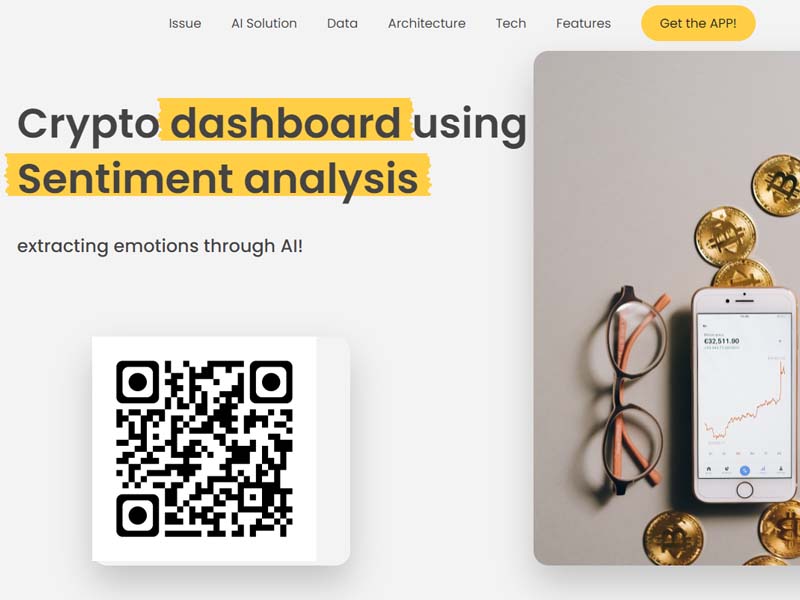 Issue AI Solution Data Architecture Tech Features Get the APP!
Crypto dashboard using
Sentiment analysis
extracting emotions through AI!
€32,511.90